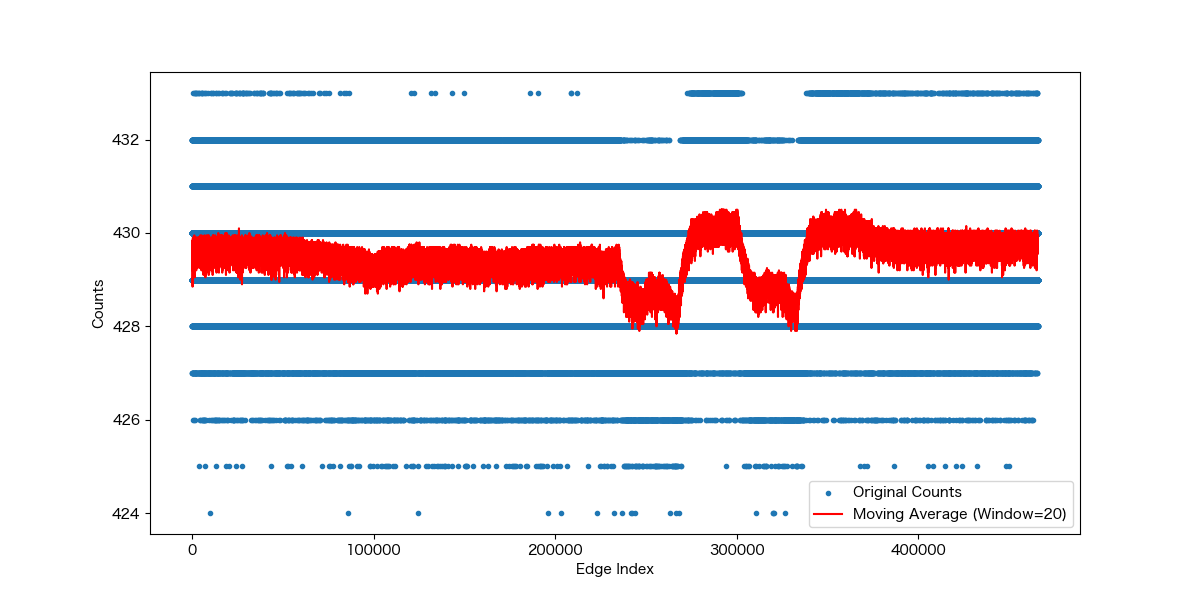 432
430
428
426
424
Counts
0
100000
200000
300000
400000
Edge Index
Original Counts
Moving Average (Window=20)